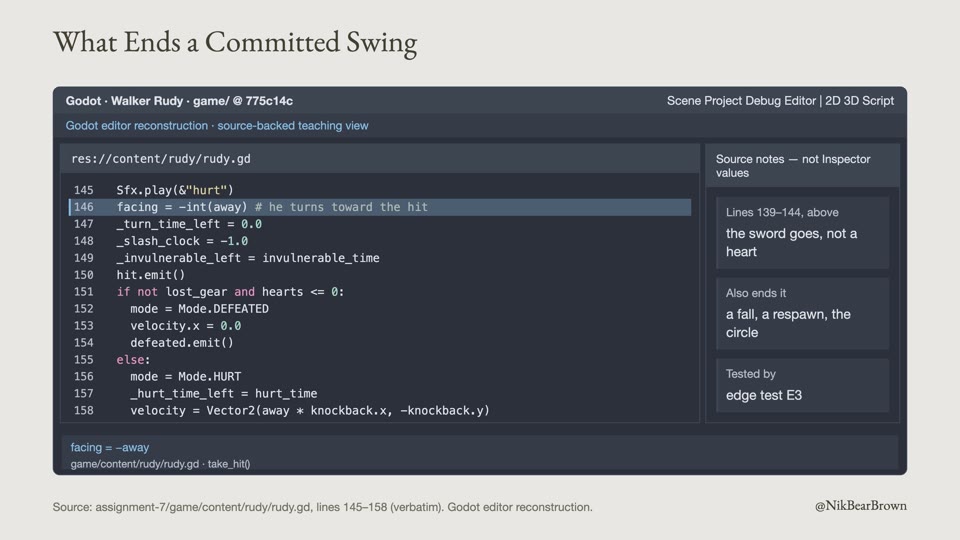 What Ends a Committed Swing
Godot · Walker Rudy · game/ @ 775c14c
Scene Project Debug Editor | 2D 3D Script
Godot editor reconstruction · source-backed teaching view
res://content/rudy/rudy.gd
145 Sfx.play(&"hurt")
146 facing = −int(away) # he turns toward the hit
147 _turn_time_left = 0.0
148 _slash_clock = −1.0
149 _invulnerable_left = invulnerable_time
150 hit.emit()
151 if not lost_gear and hearts <= 0:
152 mode = Mode.DEFEATED
153 velocity.x = 0.0
154 defeated.emit()
155 else:
156 mode = Mode.HURT
157 _hurt_time_left = hurt_time
158 velocity = Vector2(away * knockback.x, -knockback.y)
Source notes — not Inspector
values
Lines 139–144, above
the sword goes, not a
heart
Also ends it
a fall, a respawn, the
circle
Tested by
edge test E3
facing = −away
game/content/rudy/rudy.gd · take_hit()
Source: assignment-7/game/content/rudy/rudy.gd, lines 145–158 (verbatim). Godot editor reconstruction.
@NikBearBrown